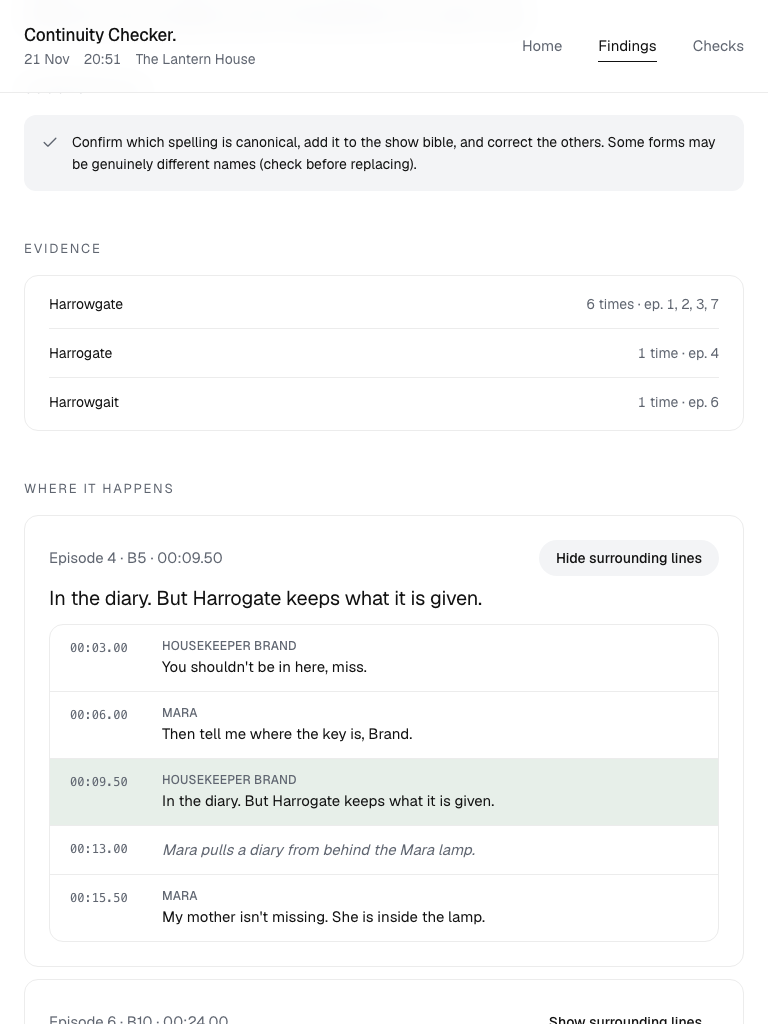 Continuity Checker.
21 Nov 20:51 The Lantern House
Home Findings Checks
Confirm which spelling is canonical, add it to the show bible, and correct the others. Some forms may
be genuinely different names (check before replacing).
EVIDENCE
Harrowgate 6 times · ep. 1, 2, 3, 7
Harrogate 1 time · ep. 4
Harrowgait 1 time · ep. 6
WHERE IT HAPPENS
Episode 4 · B5 · 00:09.50 Hide surrounding lines
In the diary. But Harrogate keeps what it is given.
00:03.00 HOUSEKEEPER BRAND
You shouldn't be in here, miss.
00:06.00 MARA
Then tell me where the key is, Brand.
00:09.50 HOUSEKEEPER BRAND
In the diary. But Harrogate keeps what it is given.
00:13.00 Mara pulls a diary from behind the Mara lamp.
00:15.50 MARA
My mother isn't missing. She is inside the lamp.
Episode 6 · B10 · 00:24.00 Show surrounding lines